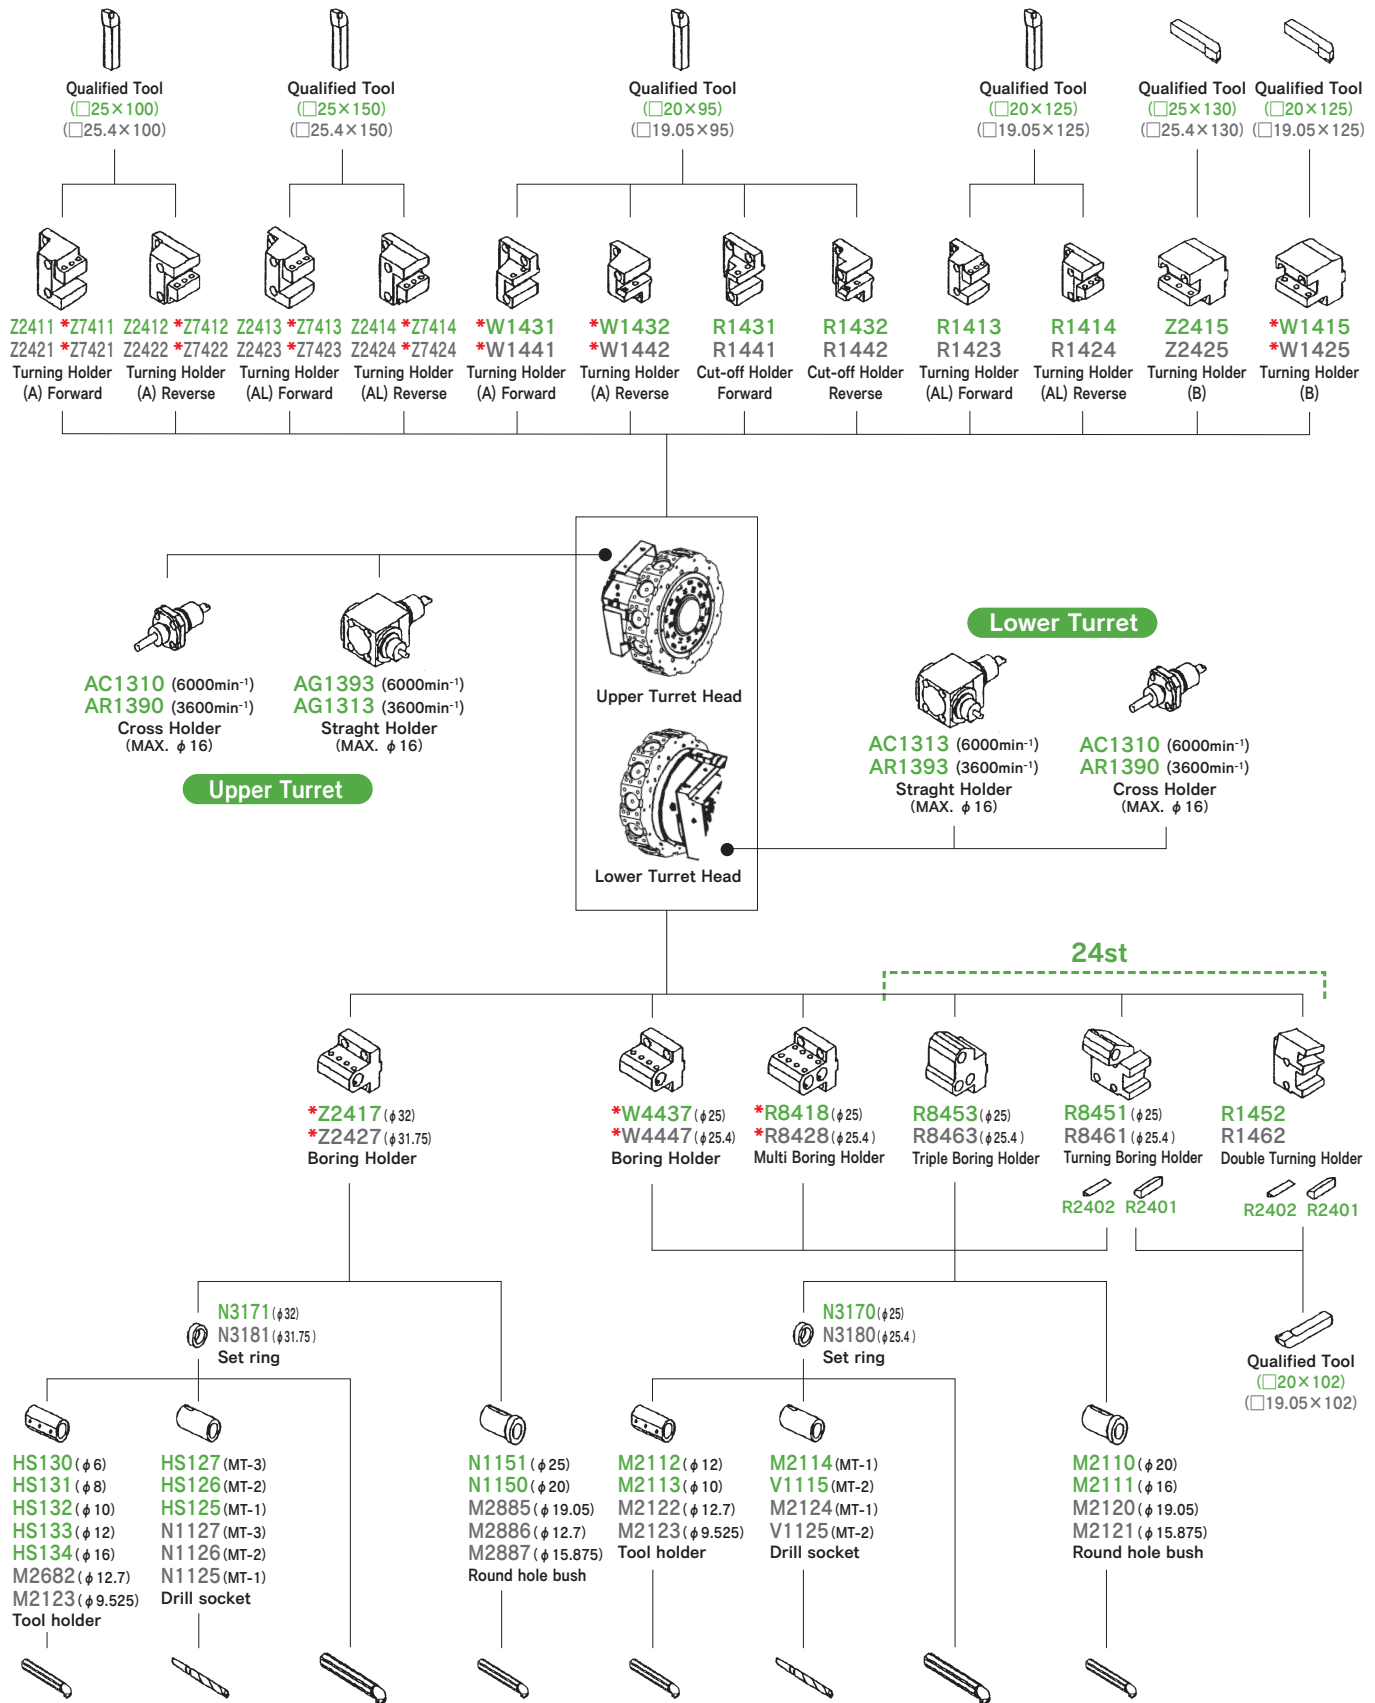 Qualified Tool
(□25×100)
(□25.4×100)
Qualified Tool
(□25×150)
(□25.4×150)
Qualified Tool
(□20×95)
(□19.05×95)
Qualified Tool
(□20×125)
(□19.05×125)
Qualified Tool
(□25×130)
(□25.4×130)
Qualified Tool
(□20×125)
(□19.05×125)
Z2411 *Z7411
Z2421 *Z7421
Turning Holder
(A) Forward
Z2412 *Z7412
Z2422 *Z7422
Turning Holder
(A) Reverse
Z2413 *Z7413
Z2423 *Z7423
Turning Holder
(AL) Forward
Z2414 *Z7414
Z2424 *Z7424
Turning Holder
(AL) Reverse
*W1431
*W1441
Turning Holder
(A) Forward
*W1432
*W1442
Turning Holder
(A) Reverse
R1431
R1441
Cut-off Holder
Forward
R1432
R1442
Cut-off Holder
Reverse
R1413
R1423
Turning Holder
(AL) Forward
R1414
R1424
Turning Holder
(AL) Reverse
Z2415
Z2425
Turning Holder
(B)
*W1415
*W1425
Turning Holder
(B)
AC1310 (6000min⁻¹)
AR1390 (3600min⁻¹)
Cross Holder
(MAX. φ16)
AG1393 (6000min⁻¹)
AG1313 (3600min⁻¹)
Straght Holder
(MAX. φ16)
Upper Turret
Upper Turret Head
Lower Turret Head
Lower Turret
AC1313 (6000min⁻¹)
AR1393 (3600min⁻¹)
Straght Holder
(MAX. φ16)
AC1310 (6000min⁻¹)
AR1390 (3600min⁻¹)
Cross Holder
(MAX. φ16)
24st
*Z2417(φ32)
*Z2427(φ31.75)
Boring Holder
*W4437(φ25)
*W4447(φ25.4)
Boring Holder
*R8418(φ25)
*R8428(φ25.4)
Multi Boring Holder
R8453(φ25)
R8463(φ25.4)
Triple Boring Holder
R8451(φ25)
R8461(φ25.4)
Turning Boring Holder
R2402 R2401
R1452
R1462
Double Turning Holder
R2402 R2401
N3171(φ32)
N3181(φ31.75)
Set ring
N3170(φ25)
N3180(φ25.4)
Set ring
Qualified Tool
(□20×102)
(□19.05×102)
HS130(φ6)
HS131(φ8)
HS132(φ10)
HS133(φ12)
HS134(φ16)
M2682(φ12.7)
M2123(φ9.525)
Tool holder
HS127(MT-3)
HS126(MT-2)
HS125(MT-1)
N1127(MT-3)
N1126(MT-2)
N1125(MT-1)
Drill socket
N1151(φ25)
N1150(φ20)
M2885(φ19.05)
M2886(φ12.7)
M2887(φ15.875)
Round hole bush
M2112(φ12)
M2113(φ10)
M2122(φ12.7)
M2123(φ9.525)
Tool holder
M2114(MT-1)
V1115(MT-2)
M2124(MT-1)
V1125(MT-2)
Drill socket
M2110(φ20)
M2111(φ16)
M2120(φ19.05)
M2121(φ15.875)
Round hole bush